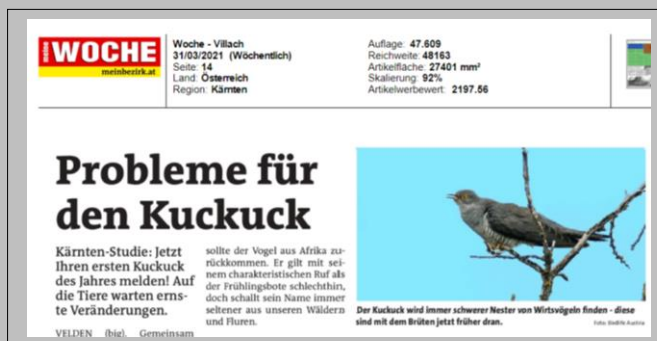 meine
WOCHE
meinbezirk.at
Woche - Villach
31/03/2021 (Wöchentlich)
Seite: 14
Land: Österreich
Region: Kärnten
Auflage: 47.609
Reichweite: 48163
Artikelfläche: 27401 mm²
Skalierung: 92%
Artikelwerbewert: 2197.56
Probleme für
den Kuckuck
Kärnten-Studie: Jetzt
Ihren ersten Kuckuck
des Jahres melden! Auf
die Tiere warten erns-
te Veränderungen.
VELDEN (big). Gemeinsam
sollte der Vogel aus Afrika zu-
rückkommen. Er gilt mit sei-
nem charakteristischen Ruf als
der Frühlingsbote schlechthin,
doch schallt sein Name immer
seltener aus unseren Wäldern
und Fluren.
Der Kuckuck wird immer schwerer Nester von Wirtsvögeln finden - diese
sind mit dem Brüten jetzt früher dran.
Foto: Birdlife Austria